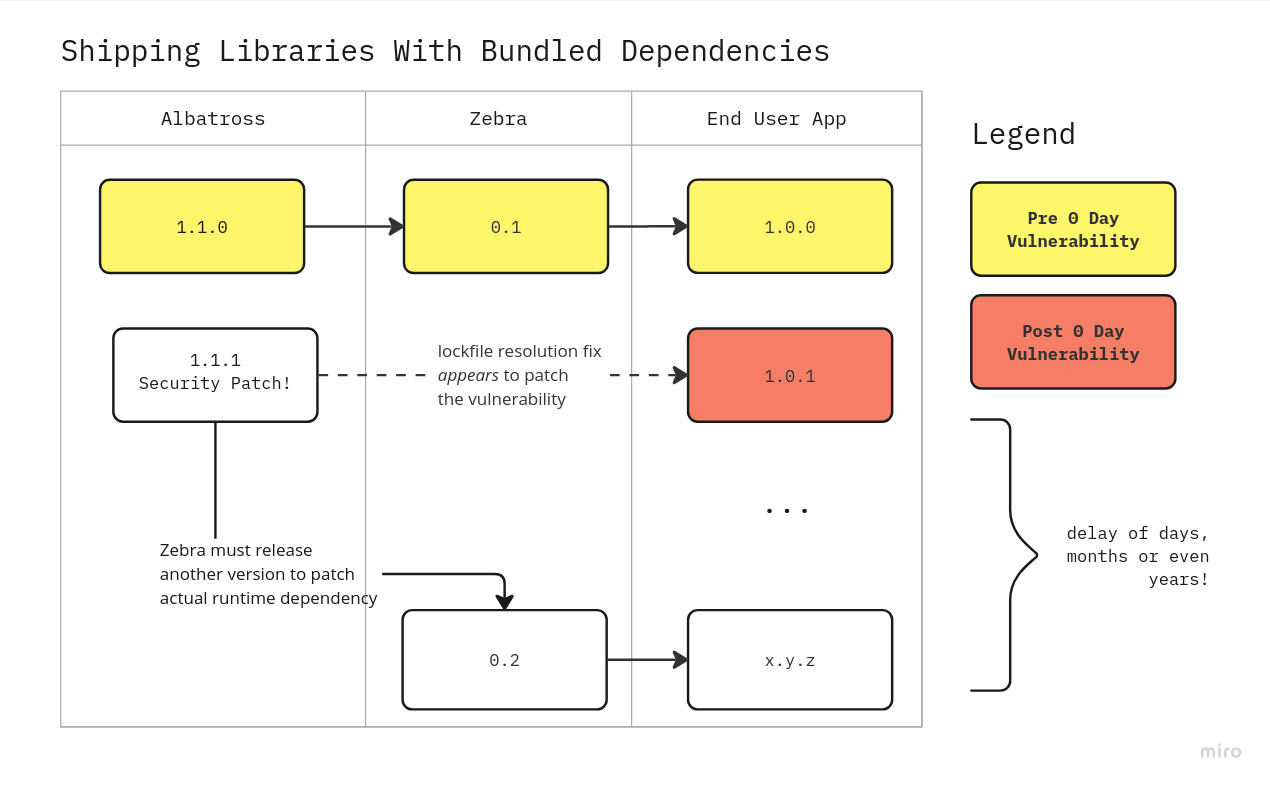 Shipping Libraries With Bundled Dependencies
Albatross
Zebra
End User App
1.1.0
0.1
1.0.0
1.1.1
Security Patch!
lockfile resolution fix
appears to patch
the vulnerability
1.0.1
...
Zebra must release
another version to patch
actual runtime dependency
0.2
x.y.z
Legend
Pre 0 Day
Vulnerability
Post 0 Day
Vulnerability
delay of days,
months or even
years!
miro